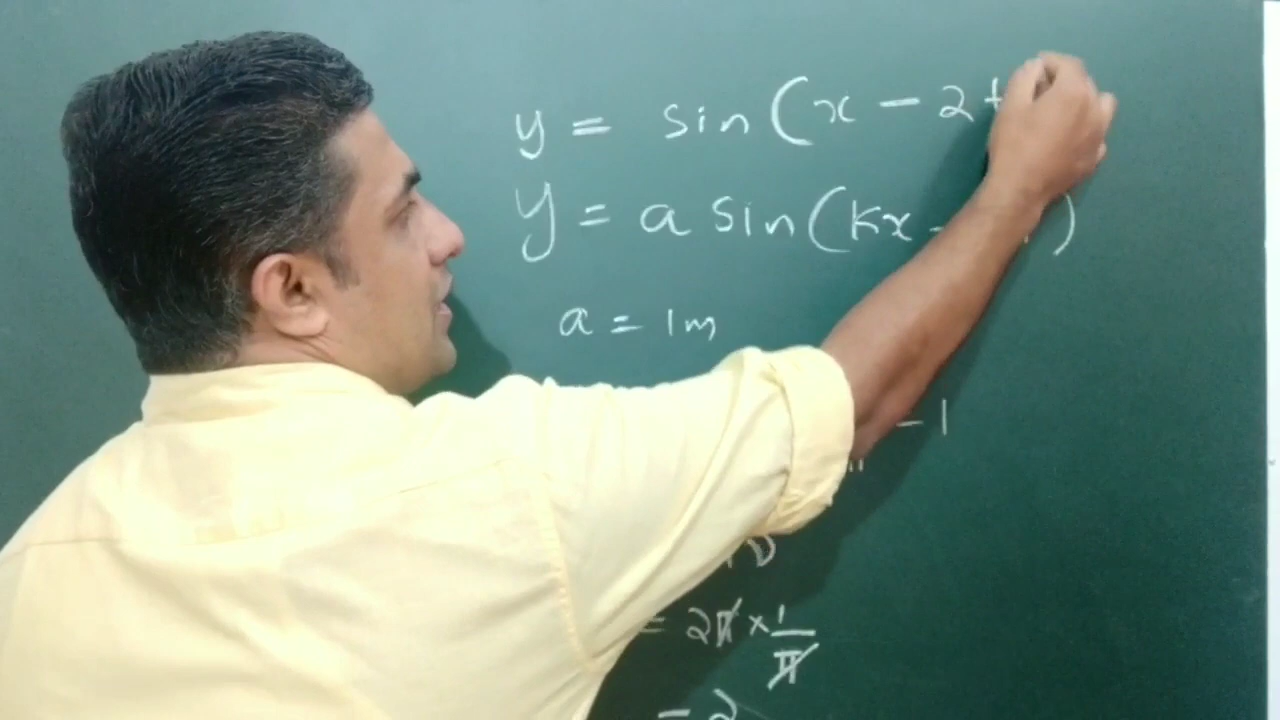 y = sin(x - 2t
y = a sin(kx - )
a = 1m
- 1
= 2π × 1/π
= 2